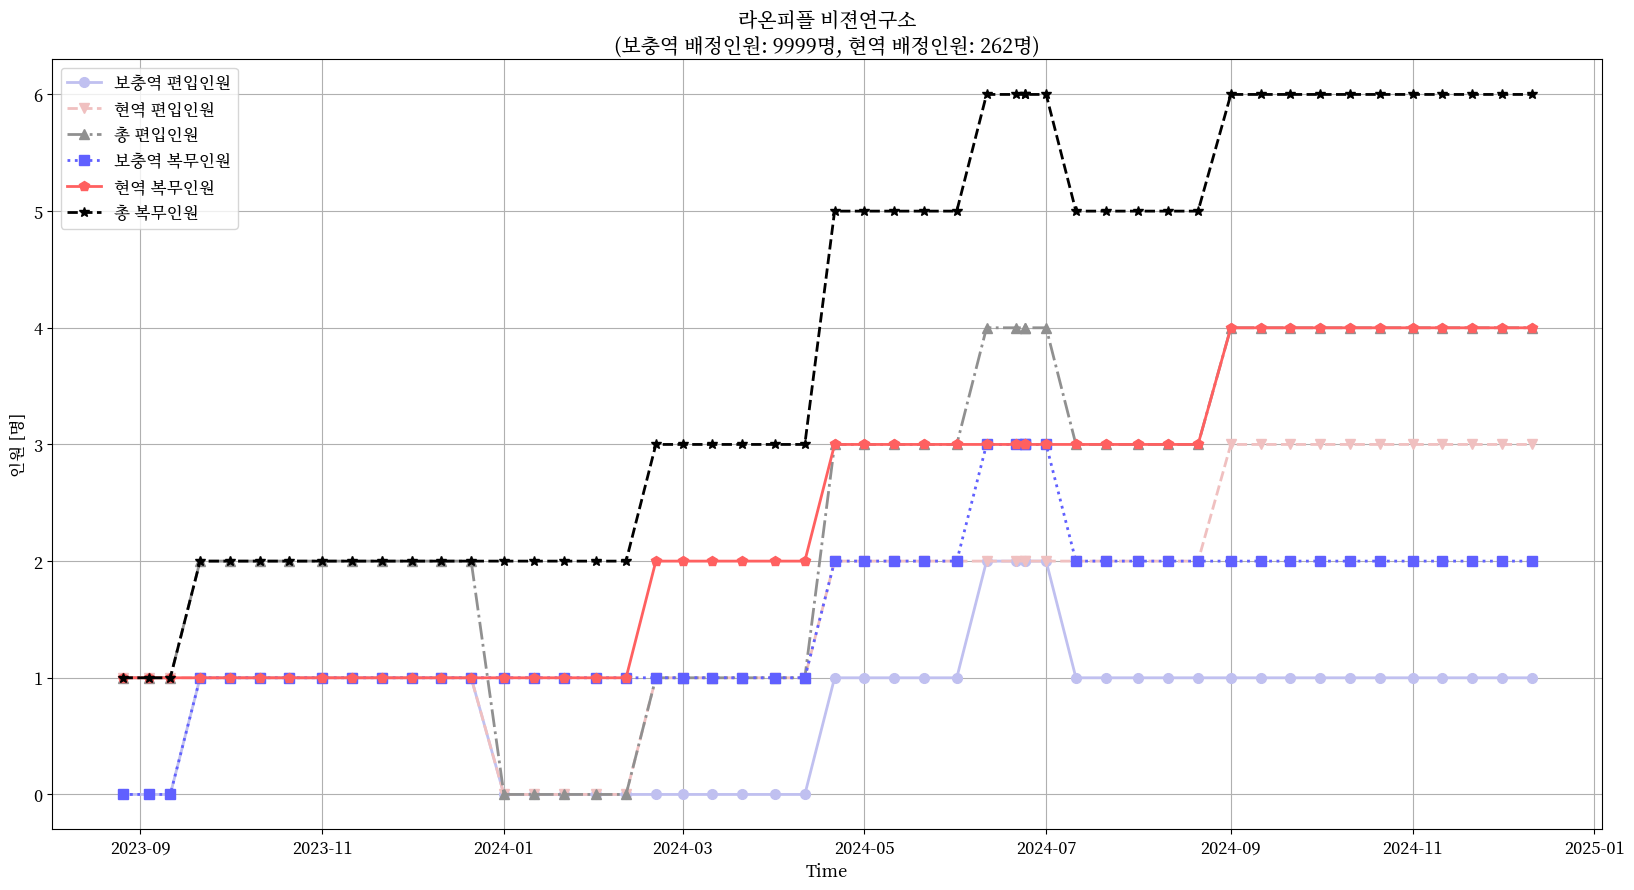 라온피플 비젼연구소
(보충역 배정인원: 9999명, 현역 배정인원: 262명)
보충역 편입인원
현역 편입인원
총 편입인원
보충역 복무인원
현역 복무인원
총 복무인원
인원 [명]
6
5
4
3
2
1
0
2023-09
2023-11
2024-01
2024-03
2024-05
2024-07
2024-09
2024-11
2025-01
Time